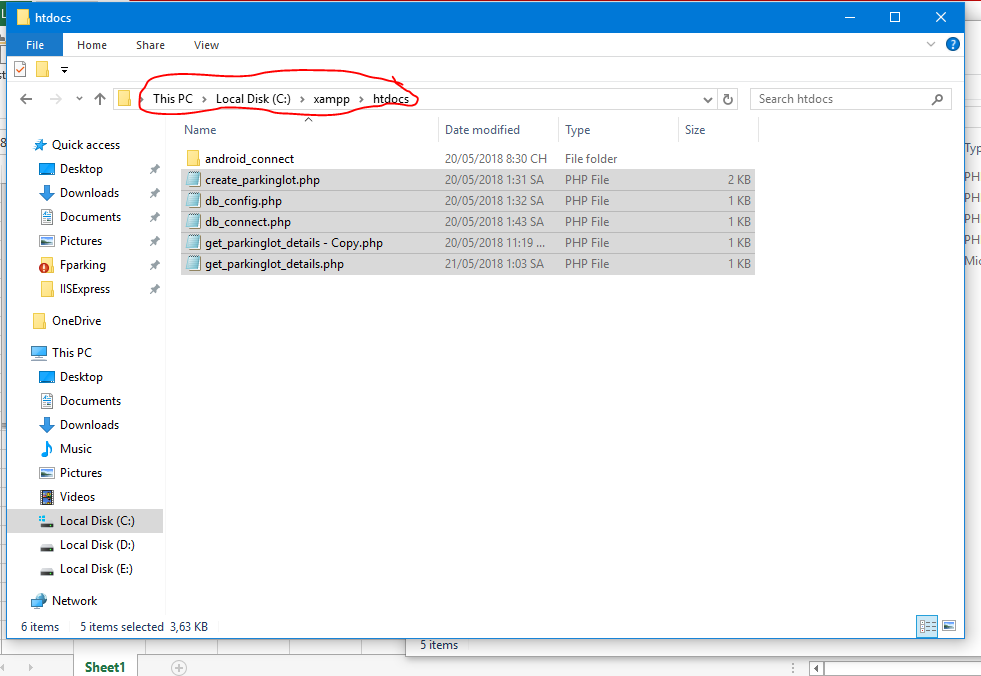 htdocs
File Home Share View
This PC Local Disk (C:) xampp htdocs
Search htdocs
Name Date modified Type Size
Quick access
Desktop
Downloads
Documents
Pictures
Fparking
IISExpress
OneDrive
This PC
Desktop
Documents
Downloads
Music
Pictures
Videos
Local Disk (C:)
Local Disk (D:)
Local Disk (E:)
Network
android_connect 20/05/2018 8:30 CH File folder
create_parkinglot.php 20/05/2018 1:31 SA PHP File 2 KB
db_config.php 20/05/2018 1:32 SA PHP File 1 KB
db_connect.php 20/05/2018 1:43 SA PHP File 1 KB
get_parkinglot_details - Copy.php 20/05/2018 11:19 ... PHP File 1 KB
get_parkinglot_details.php 21/05/2018 1:03 SA PHP File 1 KB
6 items 5 items selected 3,63 KB
5 items
Sheet1